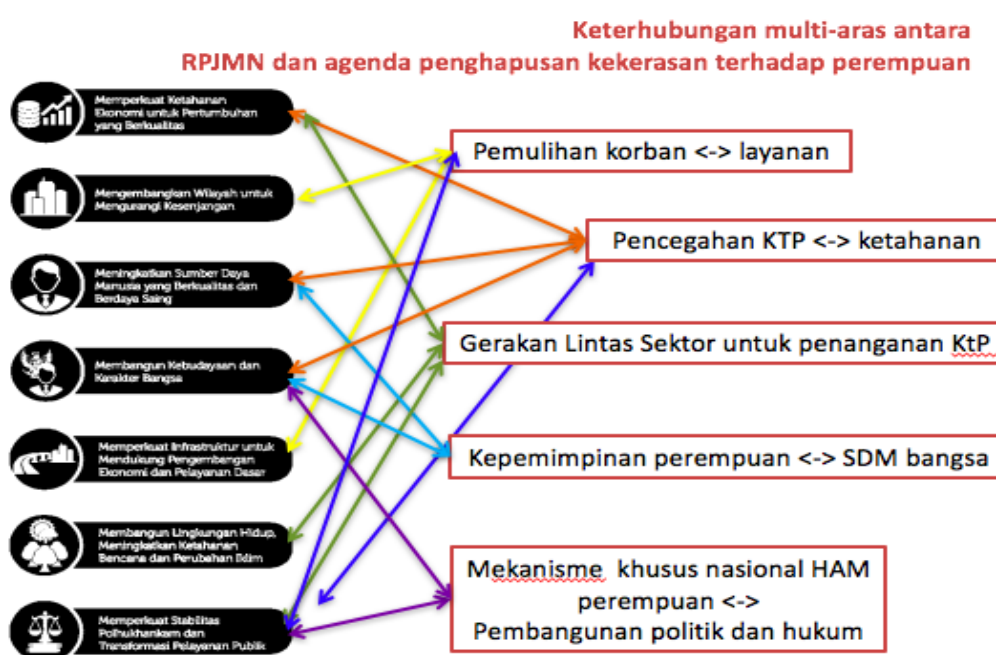 Keterhubungan multi-aras antara
RPJMN dan agenda penghapusan kekerasan terhadap perempuan
Memperkuat Ketahanan
Ekonomi untuk Pertumbuhan
yang Berkualitas
Mengembangkan Wilayah untuk
Mengurangi Kesenjangan
Meningkatkan Sumber Daya
Manusia yang Berkualitas dan
Berdaya Saing
Membangun Kebudayaan dan
Karakter Bangsa
Memperkuat Infrastruktur untuk
Mendukung Pengembangan
Ekonomi dan Pelayanan Dasar
Membangun Lingkungan Hidup,
Meningkatkan Ketahanan
Bencana dan Perubahan Iklim
Memperkuat Stabilitas
Polhukhankam dan
Transformasi Pelayanan Publik
Pemulihan korban <-> layanan
Pencegahan KTP <-> ketahanan
Gerakan Lintas Sektor untuk penanganan KtP
Kepemimpinan perempuan <-> SDM bangsa
Mekanisme khusus nasional HAM
perempuan <->
Pembangunan politik dan hukum